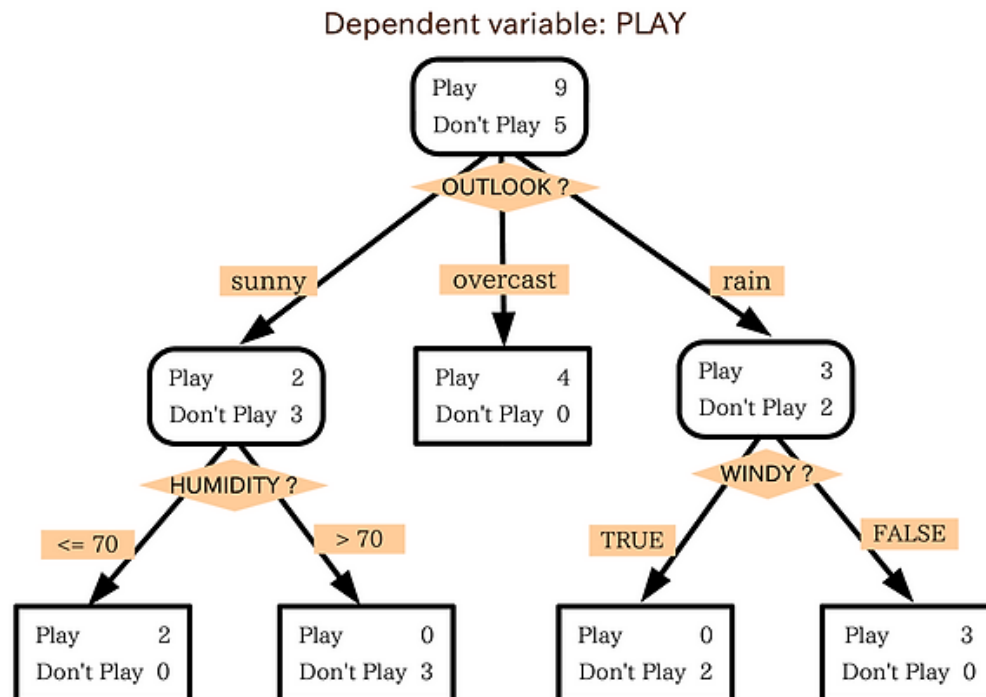 Dependent variable: PLAY
Play 9
Don't Play 5
OUTLOOK ?
sunny
overcast
rain
Play 2
Don't Play 3
Play 4
Don't Play 0
Play 3
Don't Play 2
HUMIDITY ?
WINDY ?
<= 70
> 70
TRUE
FALSE
Play 2
Don't Play 0
Play 0
Don't Play 3
Play 0
Don't Play 2
Play 3
Don't Play 0